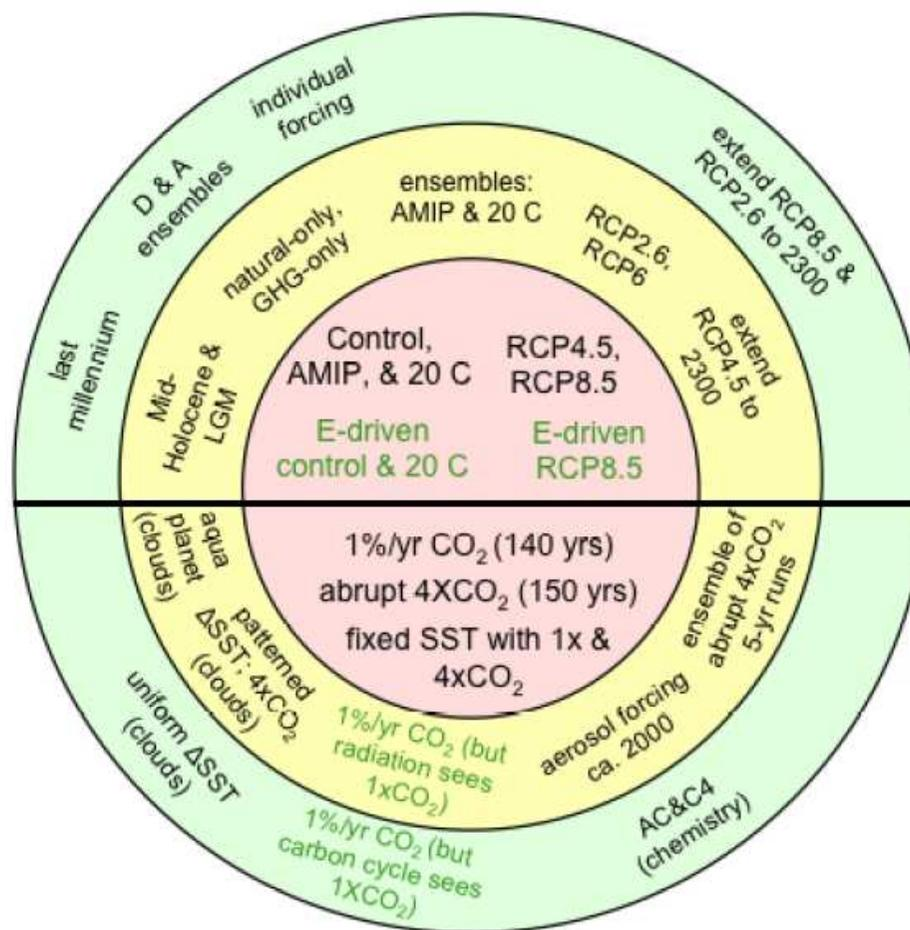 individual
forcing
D & A
ensembles
last
millennium
extend RCP8.5 &
RCP2.6 to 2300
ensembles:
AMIP & 20 C
natural-only,
GHG-only
RCP2.6,
RCP6
Mid-
Holocene &
LGM
extend
RCP4.5 to
2300
Control,
AMIP, & 20 C
RCP4.5,
RCP8.5
E-driven
control & 20 C
E-driven
RCP8.5
1%/yr CO₂ (140 yrs)
abrupt 4XCO₂ (150 yrs)
fixed SST with 1x &
4xCO₂
aqua
planet
(clouds)
patterned
ΔSST; 4xCO₂
(clouds)
1%/yr CO₂ (but
radiation sees
1xCO₂)
aerosol forcing
ca. 2000
ensemble of
abrupt 4xCO₂
5-yr runs
uniform ΔSST
(clouds)
1%/yr CO₂ (but
carbon cycle sees
1XCO₂)
AC&C4
(chemistry)